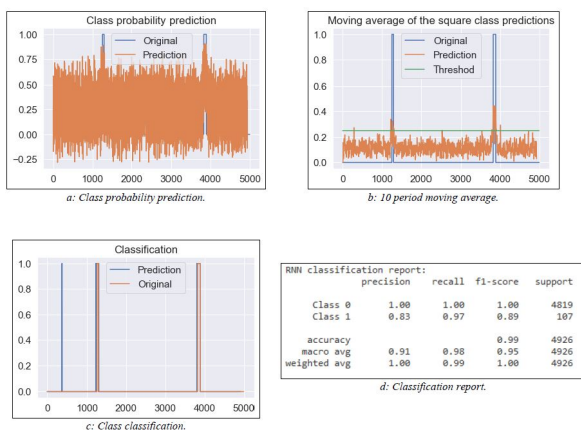 Class probability prediction
1.00
0.75
0.50
0.25
0.00
−0.25
Original
Prediction
0 1000 2000 3000 4000 5000
a: Class probability prediction.
Moving average of the square class predictions
1.0
0.8
0.6
0.4
0.2
0.0
Original
Prediction
Threshod
0 1000 2000 3000 4000 5000
b: 10 period moving average.
Classification
1.0
0.8
0.6
0.4
0.2
0.0
Prediction
Original
0 1000 2000 3000 4000 5000
c: Class classification.
RNN classification report:
precision recall f1-score support
Class 0 1.00 1.00 1.00 4819
Class 1 0.83 0.97 0.89 107
accuracy 0.99 4926
macro avg 0.91 0.98 0.95 4926
weighted avg 1.00 0.99 1.00 4926
d: Classification report.